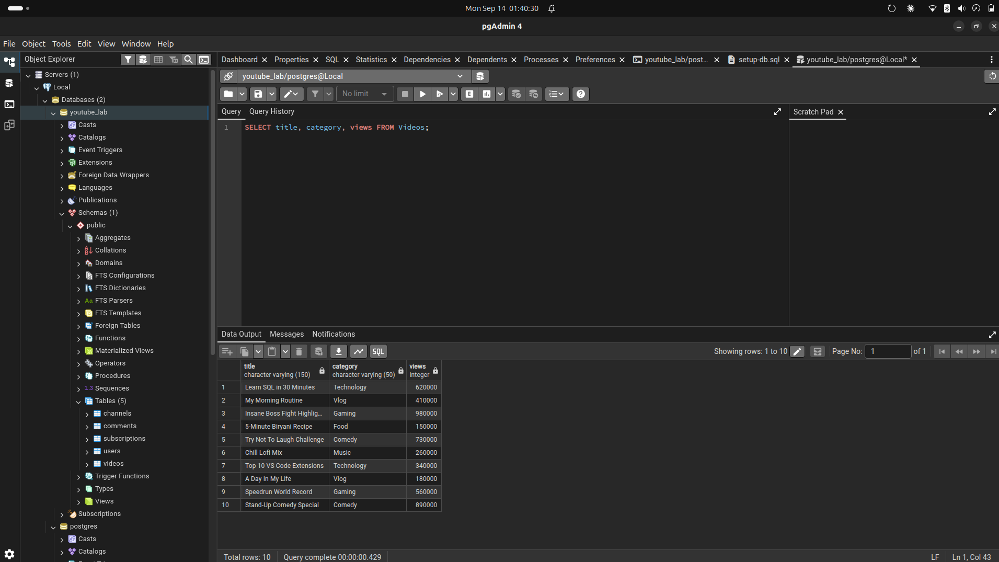 Mon Sep 14 01:40:30
pgAdmin 4
File Object Tools Edit View Window Help
Object Explorer
Dashboard Properties SQL Statistics Dependencies Dependents Processes Preferences youtube_lab/post... setup-db.sql youtube_lab/postgres@Local*
youtube_lab/postgres@Local
No limit
E
Query Query History
Scratch Pad
1 SELECT title, category, views FROM Videos;
Servers (1)
Local
Databases (2)
youtube_lab
Casts
Catalogs
Event Triggers
Extensions
Foreign Data Wrappers
Languages
Publications
Schemas (1)
public
Aggregates
Collations
Domains
FTS Configurations
FTS Dictionaries
Aa FTS Parsers
FTS Templates
Foreign Tables
Functions
Materialized Views
Operators
Procedures
1..3 Sequences
Tables (5)
channels
comments
subscriptions
users
videos
Trigger Functions
Types
Views
Subscriptions
postgres
Casts
Catalogs
Data Output Messages Notifications
SQL
Showing rows: 1 to 10 Page No: 1 of 1
title category views
character varying (150) character varying (50) integer
1 Learn SQL in 30 Minutes Technology 620000
2 My Morning Routine Vlog 410000
3 Insane Boss Fight Highlig... Gaming 980000
4 5-Minute Biryani Recipe Food 150000
5 Try Not To Laugh Challenge Comedy 730000
6 Chill Lofi Mix Music 260000
7 Top 10 VS Code Extensions Technology 340000
8 A Day In My Life Vlog 180000
9 Speedrun World Record Gaming 560000
10 Stand-Up Comedy Special Comedy 890000
Total rows: 10 Query complete 00:00:00.429 LF Ln 1, Col 43